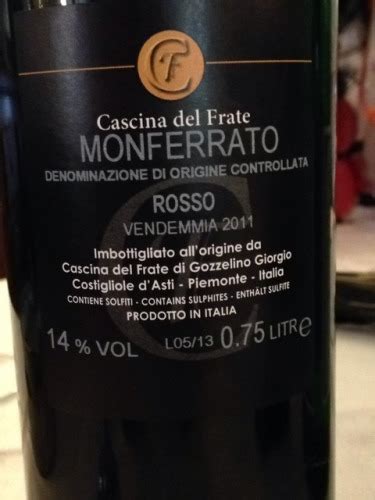 CF
Cascina del Frate
MONFERRATO
DENOMINAZIONE DI ORIGINE CONTROLLATA
ROSSO
VENDEMMIA 2011
Imbottigliato all'origine da
Cascina del Frate di Gozzelino Giorgio
Costigliole d'Asti - Piemonte - Italia
CONTIENE SOLFITI - CONTAINS SULPHITES - ENTHÄLT SULFITE
PRODOTTO IN ITALIA
14 % VOL L05/13 0.75 LITRe